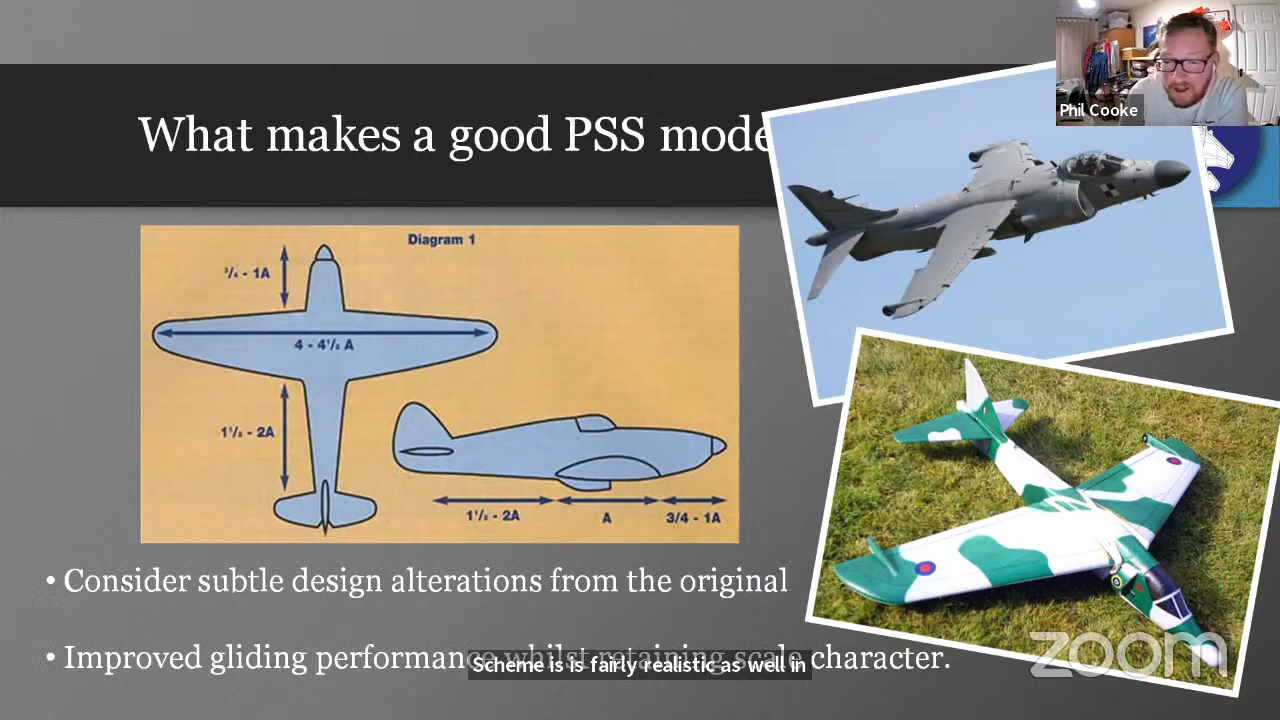 Phil Cooke
What makes a good PSS mode
Diagram 1
³/₄ - 1A
4 - 4¹/₂ A
1¹/₂ - 2A
1¹/₂ - 2A
A
3/4 - 1A
• Consider subtle design alterations from the original
• Improved gliding performance whilst retaining scale character.
Scheme is is fairly realistic as well in
zoom